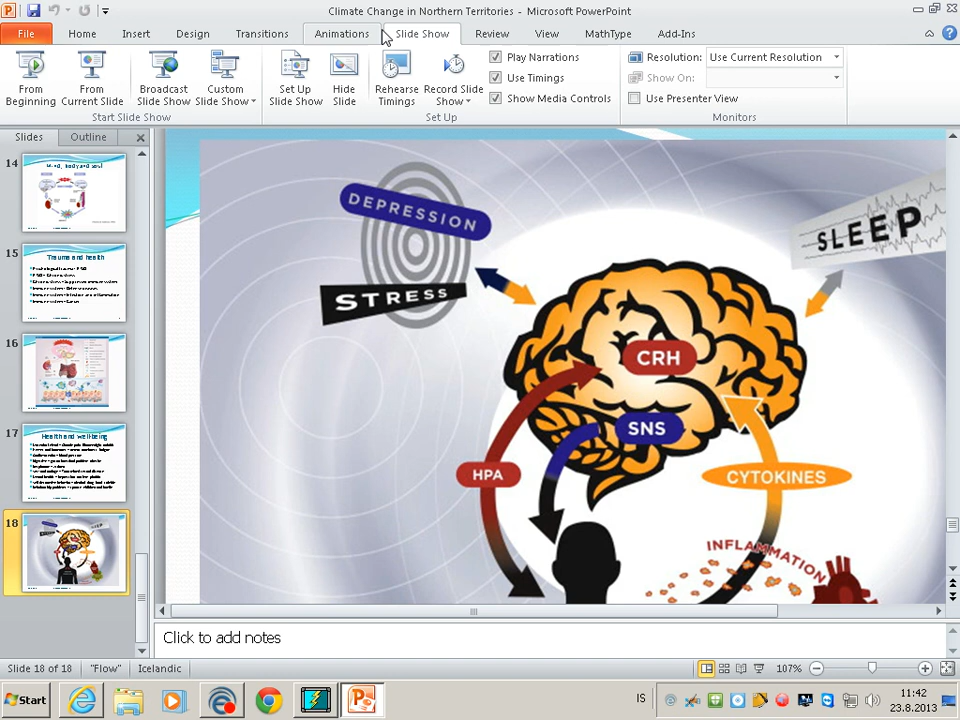 Climate Change in Northern Territories - Microsoft PowerPoint
File Home Insert Design Transitions Animations Slide Show Review View MathType Add-Ins
From Beginning
From Current Slide
Broadcast Slide Show
Custom Slide Show
Start Slide Show
Set Up Slide Show
Hide Slide
Rehearse Timings
Record Slide Show
Play Narrations
Use Timings
Show Media Controls
Set Up
Resolution: Use Current Resolution
Show On:
Use Presenter View
Monitors
Slides Outline
14
Mind, body and soul
15
Trauma and health
16
17
Health and well-being
18
DEPRESSION
STRESS
SLEEP
CRH
SNS
HPA
CYTOKINES
INFLAMMATION
Click to add notes
Slide 18 of 18 "Flow" Icelandic 107%
Start IS 11:42
23.8.2013